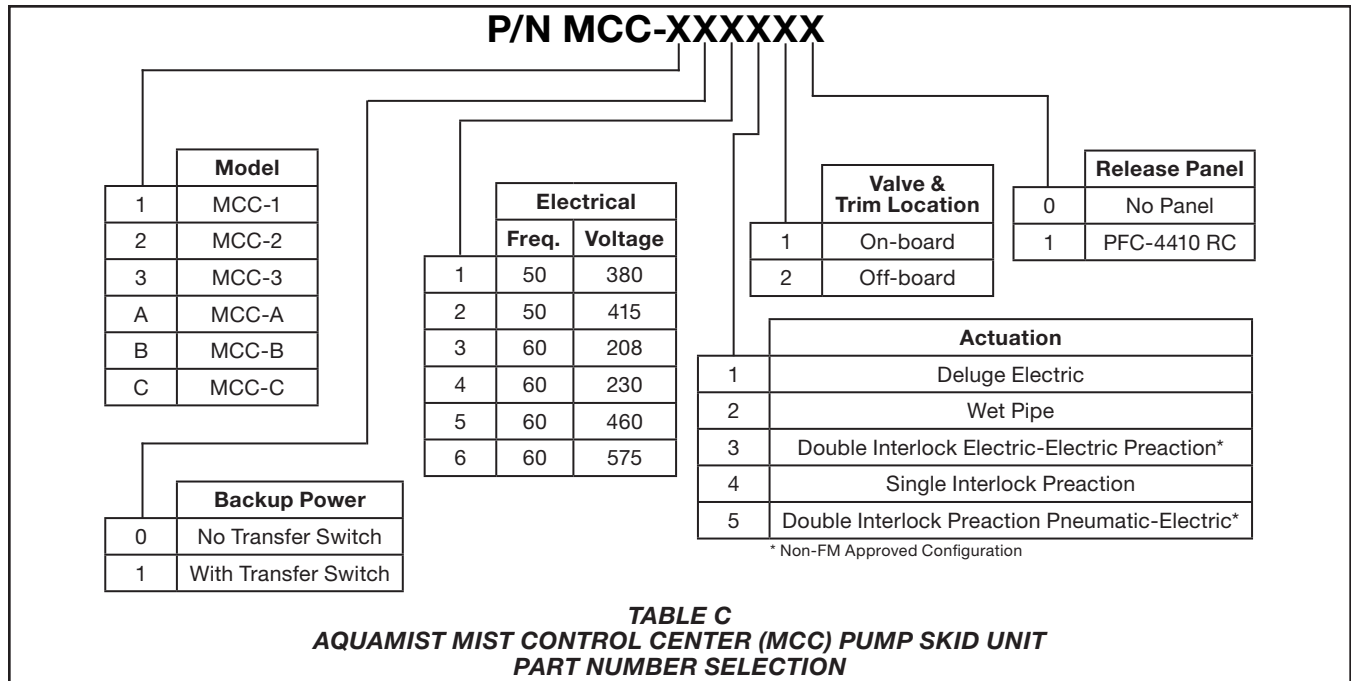 P/N MCC-XXXXXX
Model
1 MCC-1
2 MCC-2
3 MCC-3
A MCC-A
B MCC-B
C MCC-C
Backup Power
0 No Transfer Switch
1 With Transfer Switch
Electrical
Freq. Voltage
1 50 380
2 50 415
3 60 208
4 60 230
5 60 460
6 60 575
Valve &
Trim Location
1 On-board
2 Off-board
Release Panel
0 No Panel
1 PFC-4410 RC
Actuation
1 Deluge Electric
2 Wet Pipe
3 Double Interlock Electric-Electric Preaction*
4 Single Interlock Preaction
5 Double Interlock Preaction Pneumatic-Electric*
* Non-FM Approved Configuration
TABLE C
AQUAMIST MIST CONTROL CENTER (MCC) PUMP SKID UNIT
PART NUMBER SELECTION